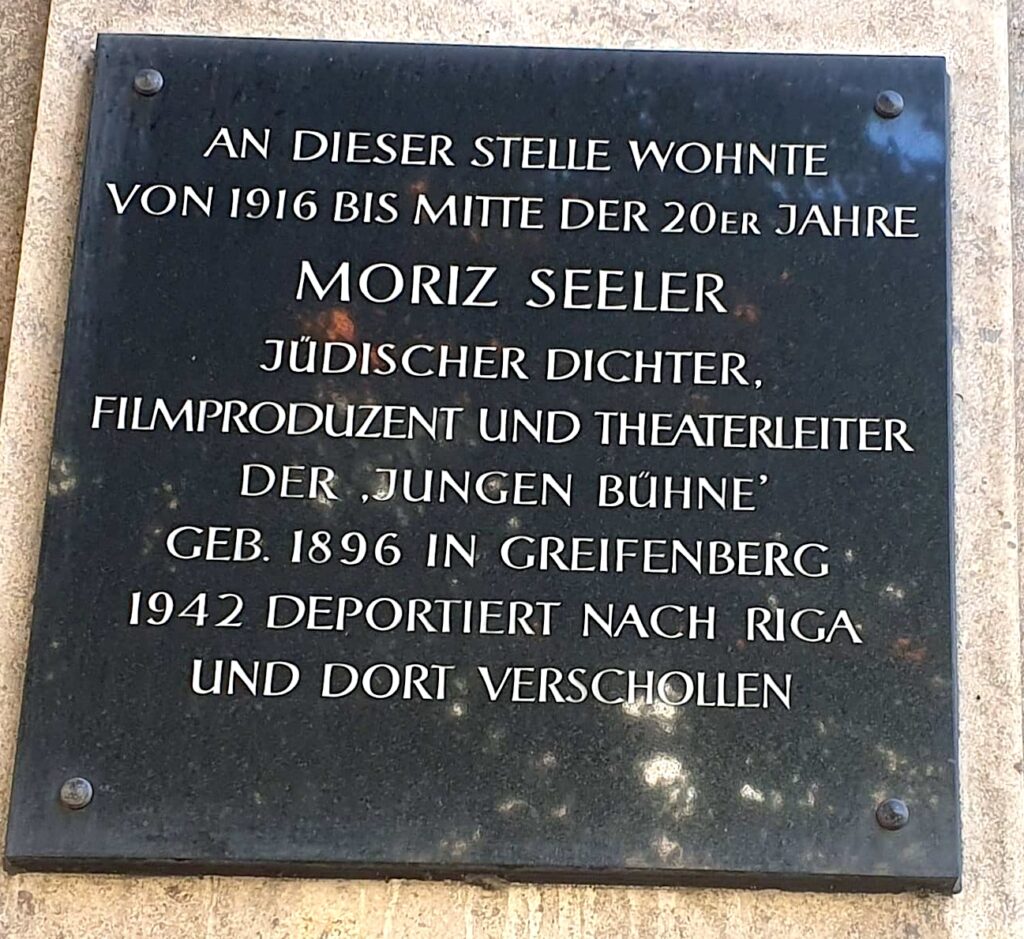 AN DIESER STELLE WOHNTE
VON 1916 BIS MITTE DER 20ER JAHRE
MORIZ SEELER
JÜDISCHER DICHTER,
FILMPRODUZENT UND THEATERLEITER
DER ‚JUNGEN BÜHNE’
GEB. 1896 IN GREIFENBERG
1942 DEPORTIERT NACH RIGA
UND DORT VERSCHOLLEN